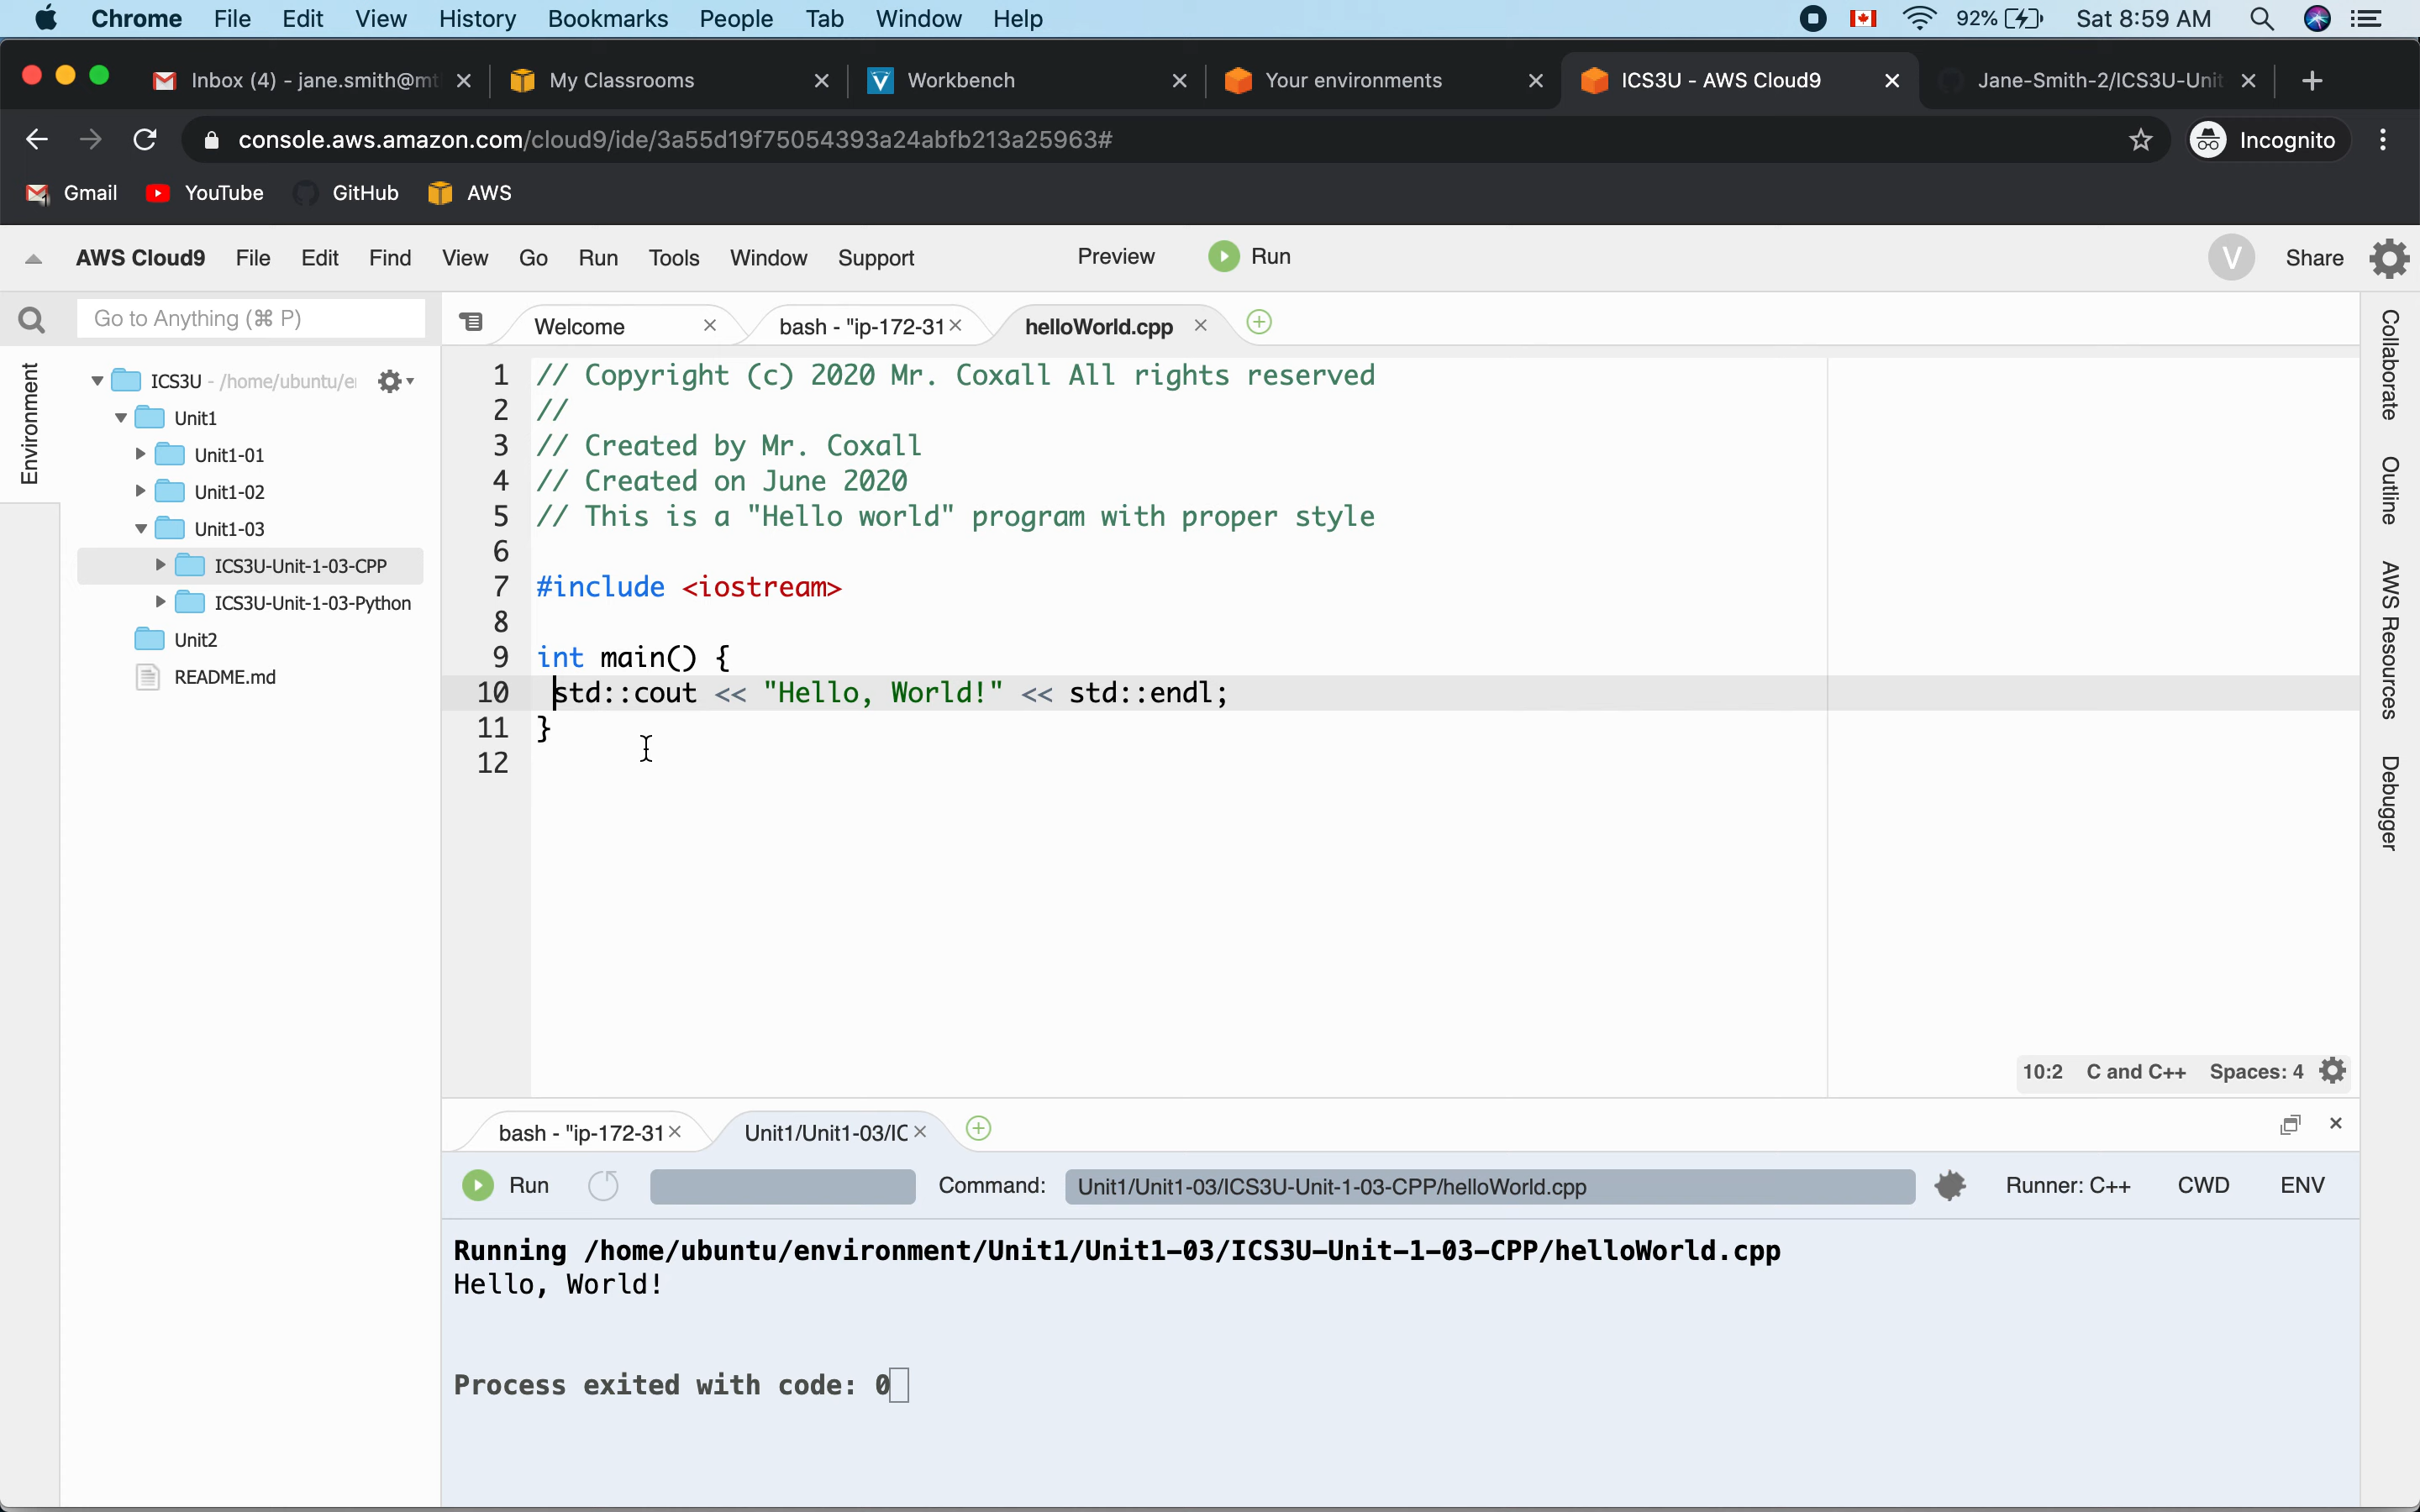 Chrome File Edit View History Bookmarks People Tab Window Help 92% Sat 8:59 AM
Inbox (4) - jane.smith@mt My Classrooms Workbench Your environments ICS3U - AWS Cloud9 Jane-Smith-2/ICS3U-Unit
console.aws.amazon.com/cloud9/ide/3a55d19f75054393a24abfb213a25963# Incognito
Gmail YouTube GitHub AWS
AWS Cloud9 File Edit Find View Go Run Tools Window Support Preview Run V Share
Go to Anything (⌘ P) Welcome bash - "ip-172-31 helloWorld.cpp
Environment
ICS3U - /home/ubuntu/e
Unit1
Unit1-01
Unit1-02
Unit1-03
ICS3U-Unit-1-03-CPP
ICS3U-Unit-1-03-Python
Unit2
README.md
1 // Copyright (c) 2020 Mr. Coxall All rights reserved
2 //
3 // Created by Mr. Coxall
4 // Created on June 2020
5 // This is a "Hello world" program with proper style
6
7 #include <iostream>
8
9 int main() {
10 std::cout << "Hello, World!" << std::endl;
11 }
12
Collaborate
Outline
AWS Resources
Debugger
10:2 C and C++ Spaces: 4
bash - "ip-172-31 Unit1/Unit1-03/IC
Run Command: Unit1/Unit1-03/ICS3U-Unit-1-03-CPP/helloWorld.cpp Runner: C++ CWD ENV
Running /home/ubuntu/environment/Unit1/Unit1-03/ICS3U-Unit-1-03-CPP/helloWorld.cpp
Hello, World!
Process exited with code: 0